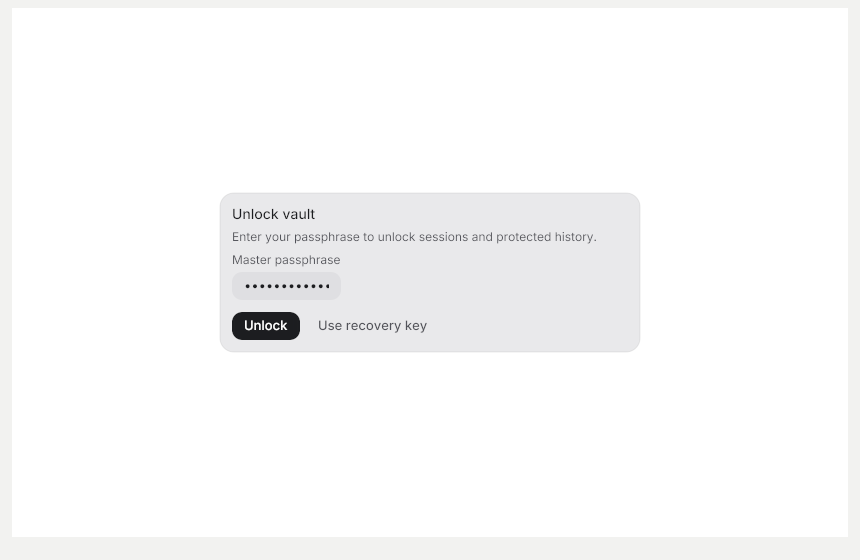 Unlock vault
Enter your passphrase to unlock sessions and protected history.
Master passphrase
••••••••••••
Unlock
Use recovery key